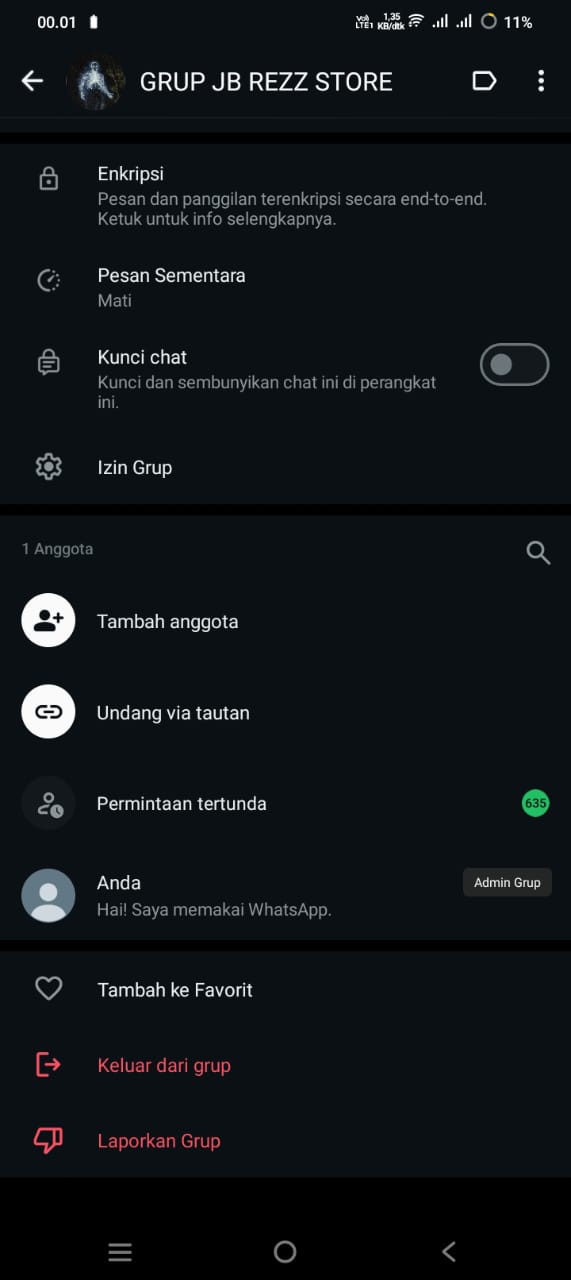 00.01
Vo) 1,35
LTE1 KB/dtk
11%
GRUP JB REZZ STORE
Enkripsi
Pesan dan panggilan terenkripsi secara end-to-end.
Ketuk untuk info selengkapnya.
Pesan Sementara
Mati
Kunci chat
Kunci dan sembunyikan chat ini di perangkat
ini.
Izin Grup
1 Anggota
Tambah anggota
Undang via tautan
Permintaan tertunda
635
Anda
Admin Grup
Hai! Saya memakai WhatsApp.
Tambah ke Favorit
Keluar dari grup
Laporkan Grup